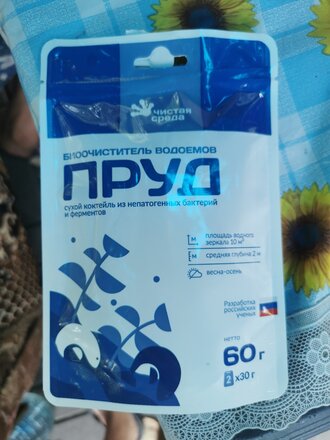 чистая
среда
БИООЧИСТИТЕЛЬ ВОДОЕМОВ
ПРУД
сухой коктейль из непатогенных бактерий
и ферментов
М площадь водного
зеркала 10 м²
М средняя глубина 2 м
весна-осень
Разработка
российских
ученых
нетто
60 г
2 х30 г